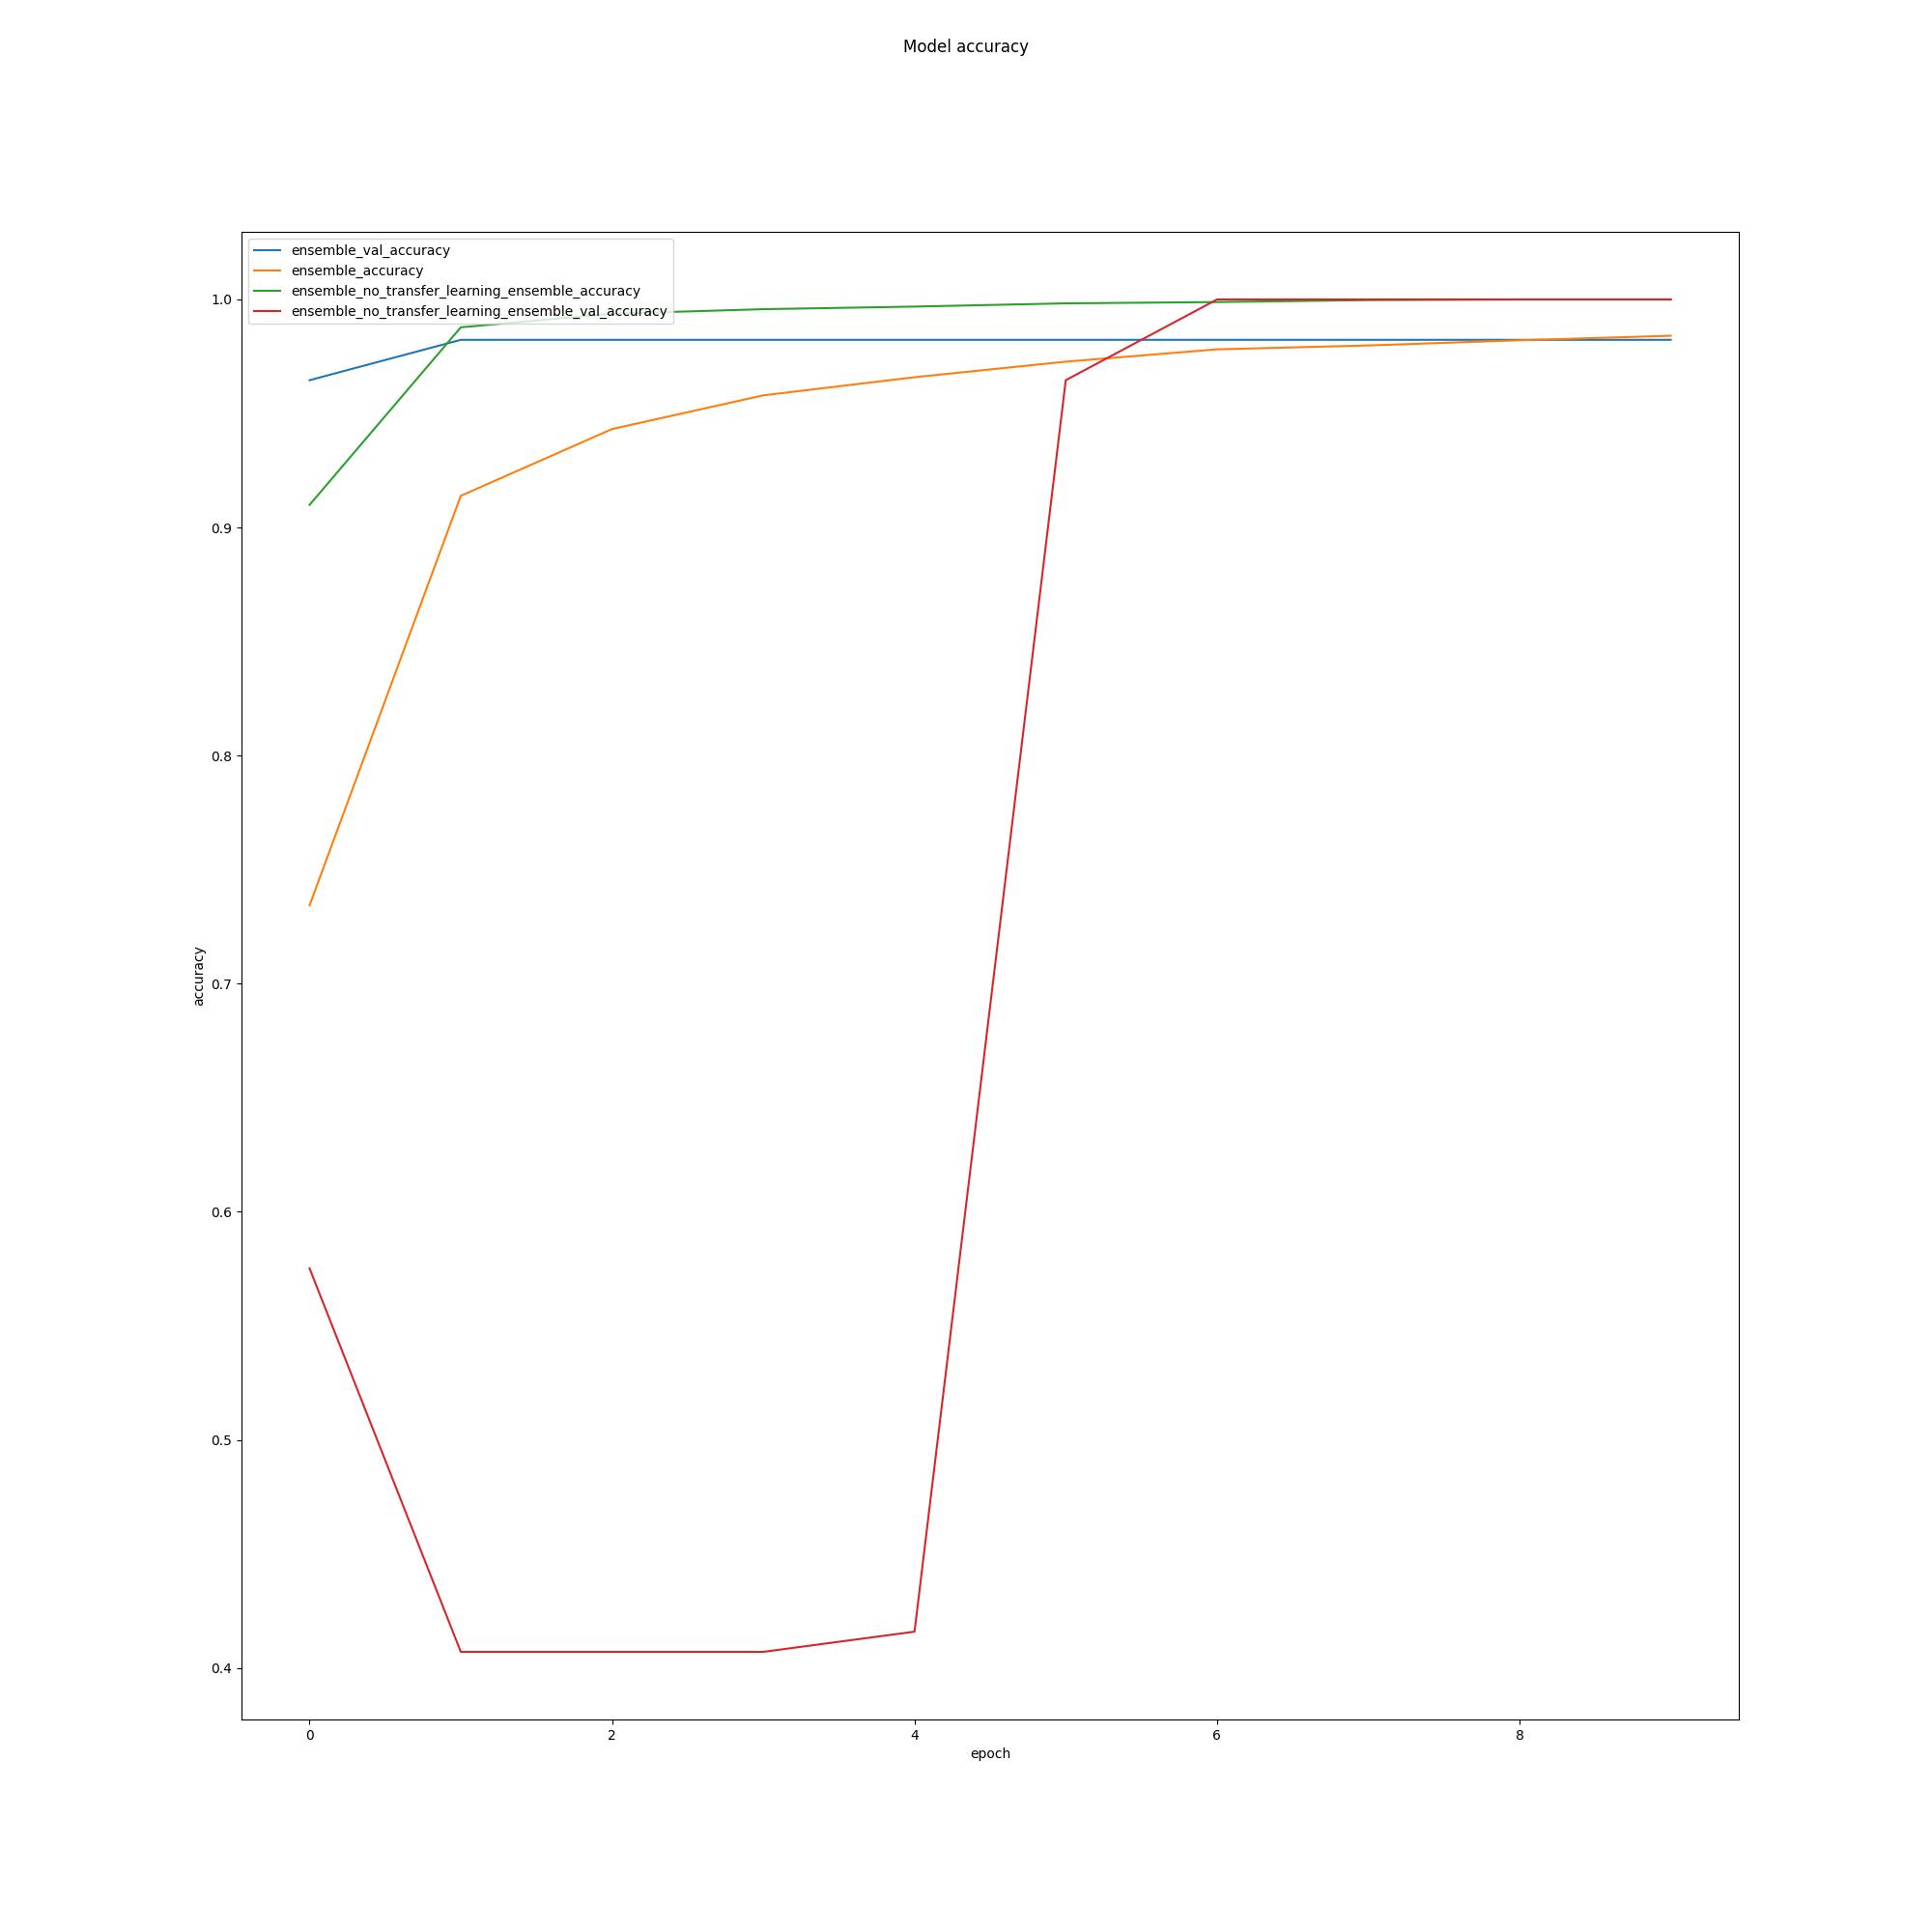 Model accuracy
ensemble_val_accuracy
ensemble_accuracy
ensemble_no_transfer_learning_ensemble_accuracy
ensemble_no_transfer_learning_ensemble_val_accuracy
1.0
0.9
0.8
0.7
0.6
0.5
0.4
accuracy
0 2 4 6 8
epoch